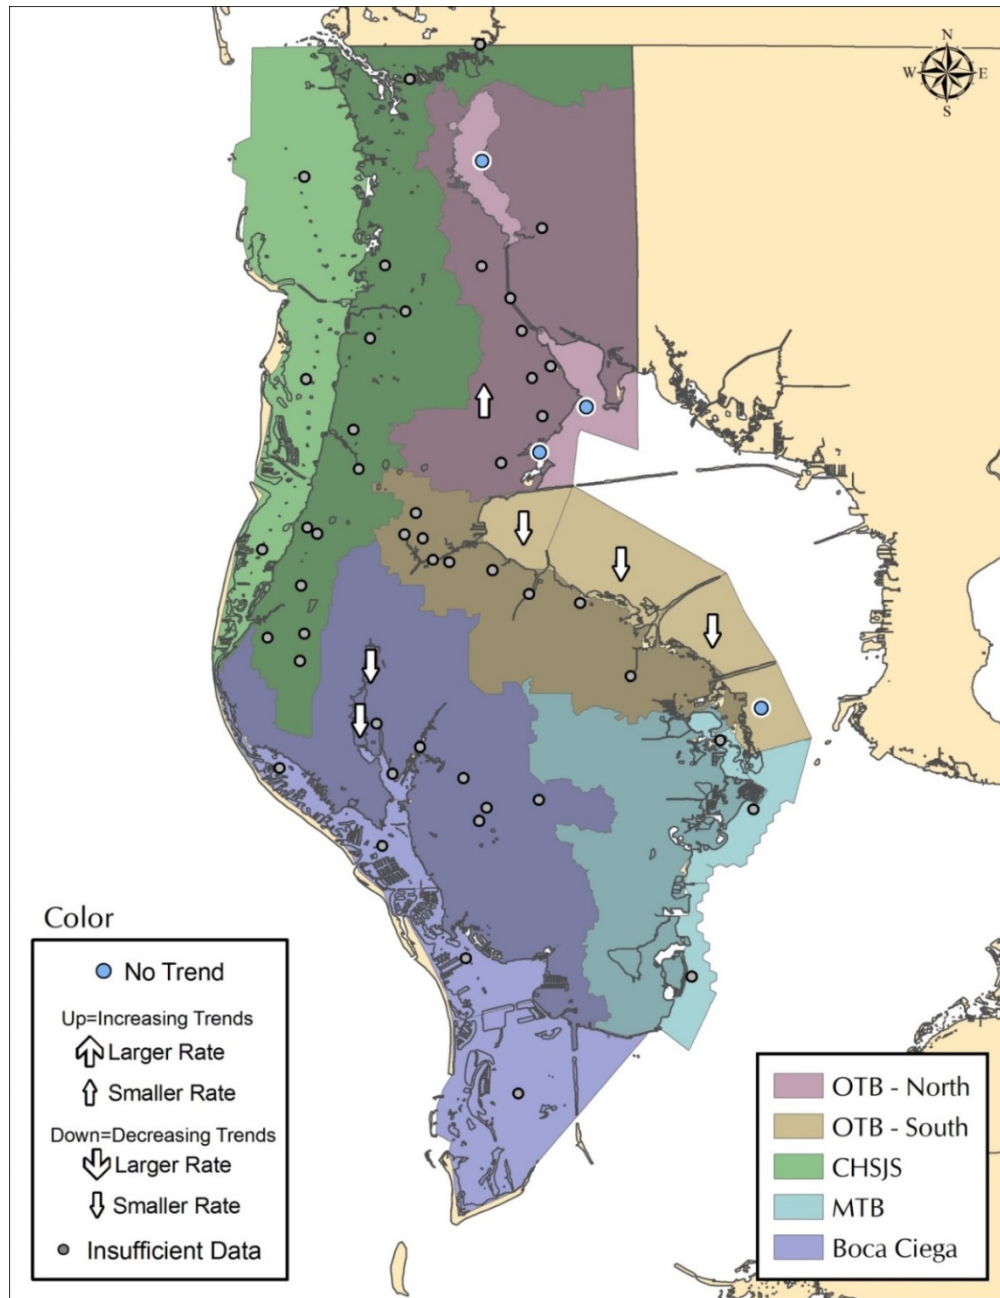 N
W E
S
Color
No Trend
Up=Increasing Trends
Larger Rate
Smaller Rate
Down=Decreasing Trends
Larger Rate
Smaller Rate
Insufficient Data
OTB - North
OTB - South
CHSJS
MTB
Boca Ciega